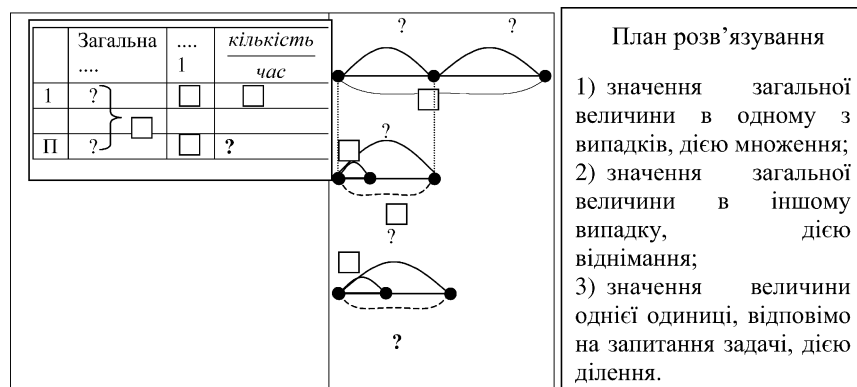 Загальна .... кількість
.... 1 час
1 ?
?
П ? ?
? ?
?
?
?
План розв’язування
1) значення загальної
величини в одному з
випадків, дією множення;
2) значення загальної
величини в іншому
випадку, дією
віднімання;
3) значення величини
однієї одиниці, відповімо
на запитання задачі, дією
ділення.